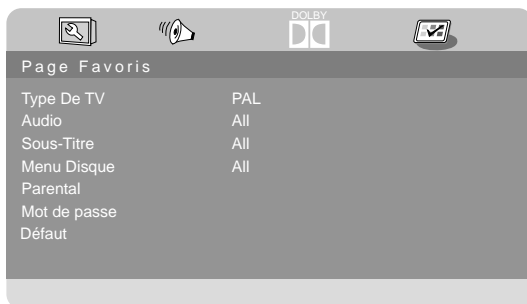 DOLBY
Page Favoris
Type De TV PAL
Audio All
Sous-Titre All
Menu Disque All
Parental
Mot de passe
Défaut